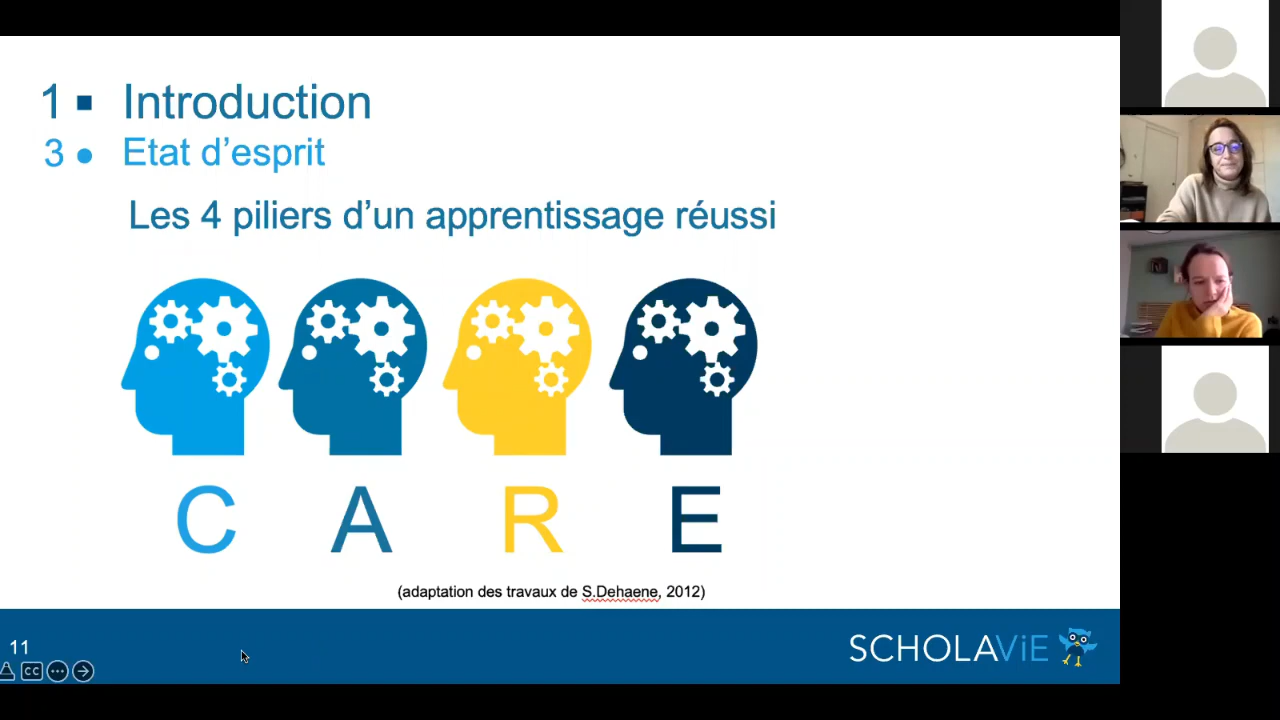 1 ▪ Introduction
3 • Etat d’esprit
Les 4 piliers d’un apprentissage réussi
C A R E
(adaptation des travaux de S.Dehaene, 2012)
11
SCHOLAViE
CC